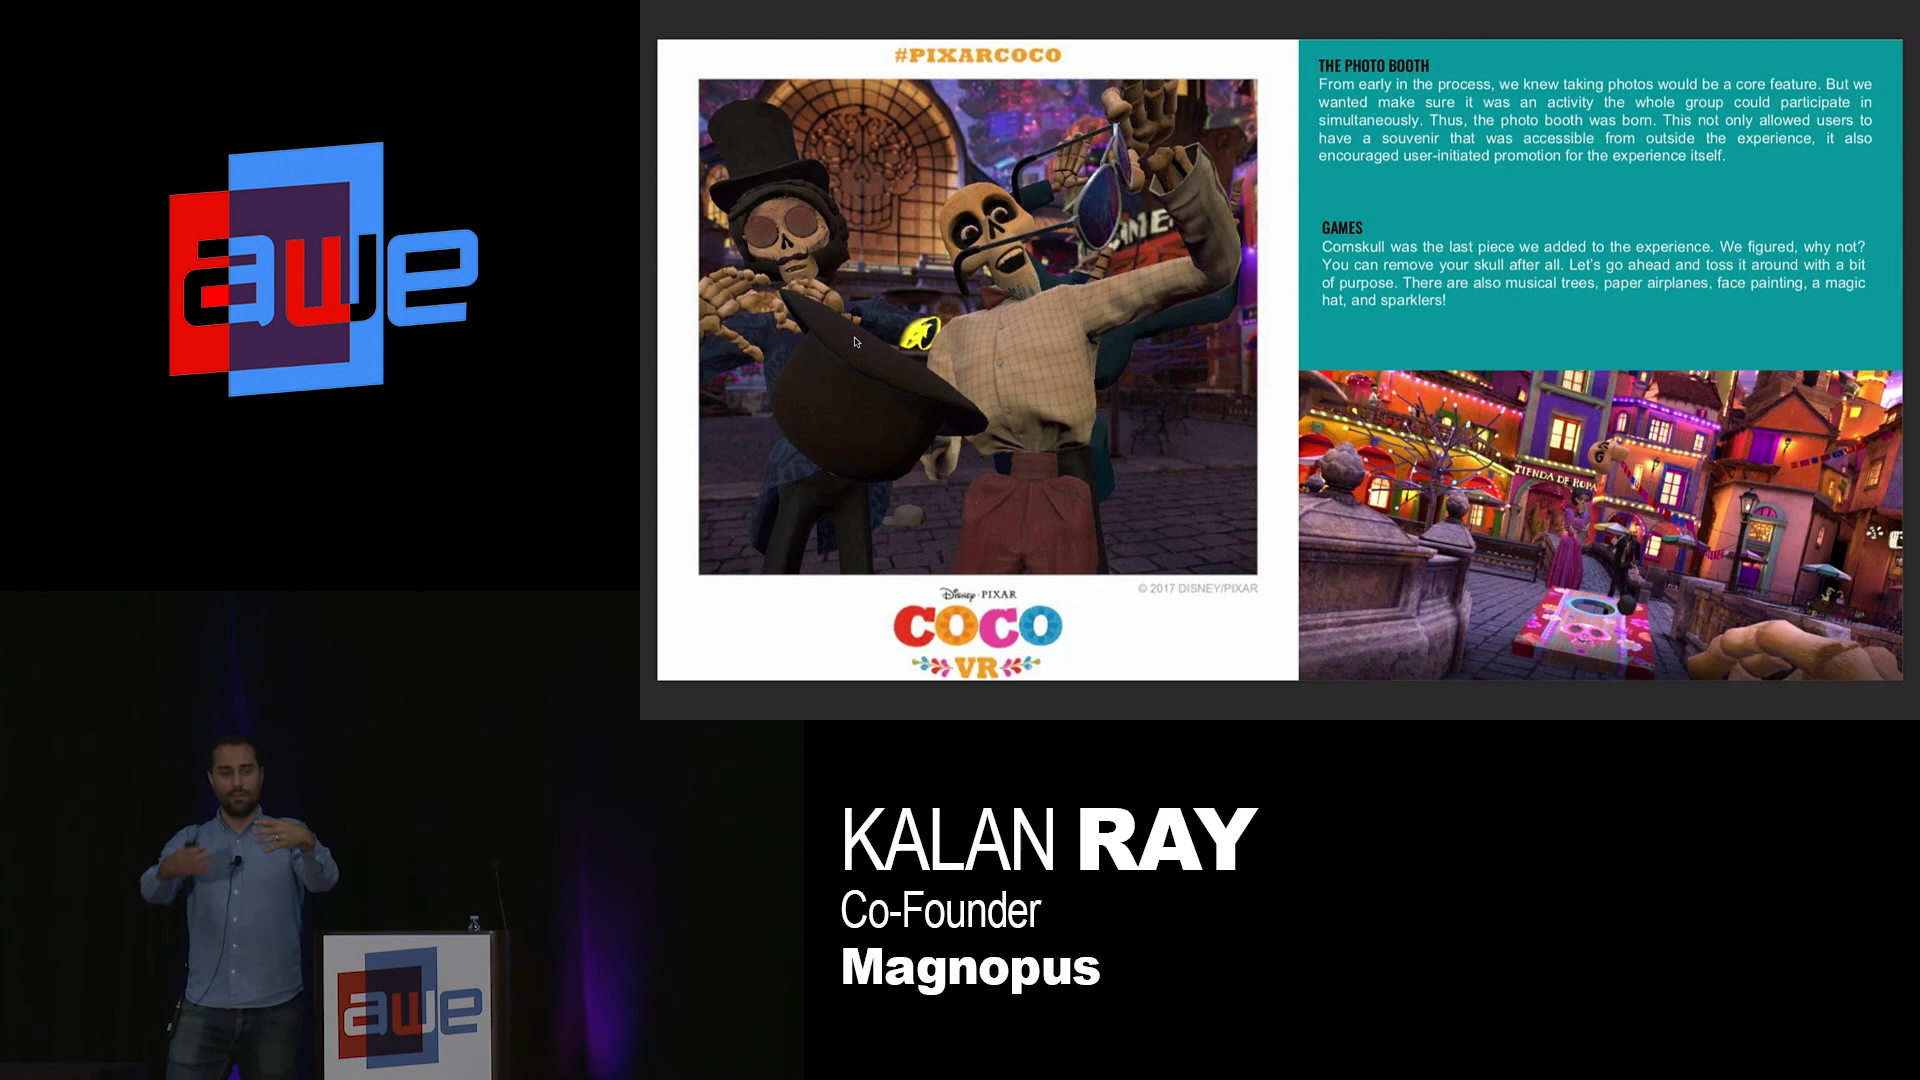 awe
#PIXARCOCO
DINER
© 2017 DISNEY/PIXAR
Disney · PIXAR
COCO
VR
THE PHOTO BOOTH
From early in the process, we knew taking photos would be a core feature. But we
wanted make sure it was an activity the whole group could participate in
simultaneously. Thus, the photo booth was born. This not only allowed users to
have a souvenir that was accessible from outside the experience, it also
encouraged user-initiated promotion for the experience itself.
GAMES
Cornskull was the last piece we added to the experience. We figured, why not?
You can remove your skull after all. Let's go ahead and toss it around with a bit
of purpose. There are also musical trees, paper airplanes, face painting, a magic
hat, and sparklers!
TIENDA DE ROPA
awe
KALAN RAY
Co-Founder
Magnopus